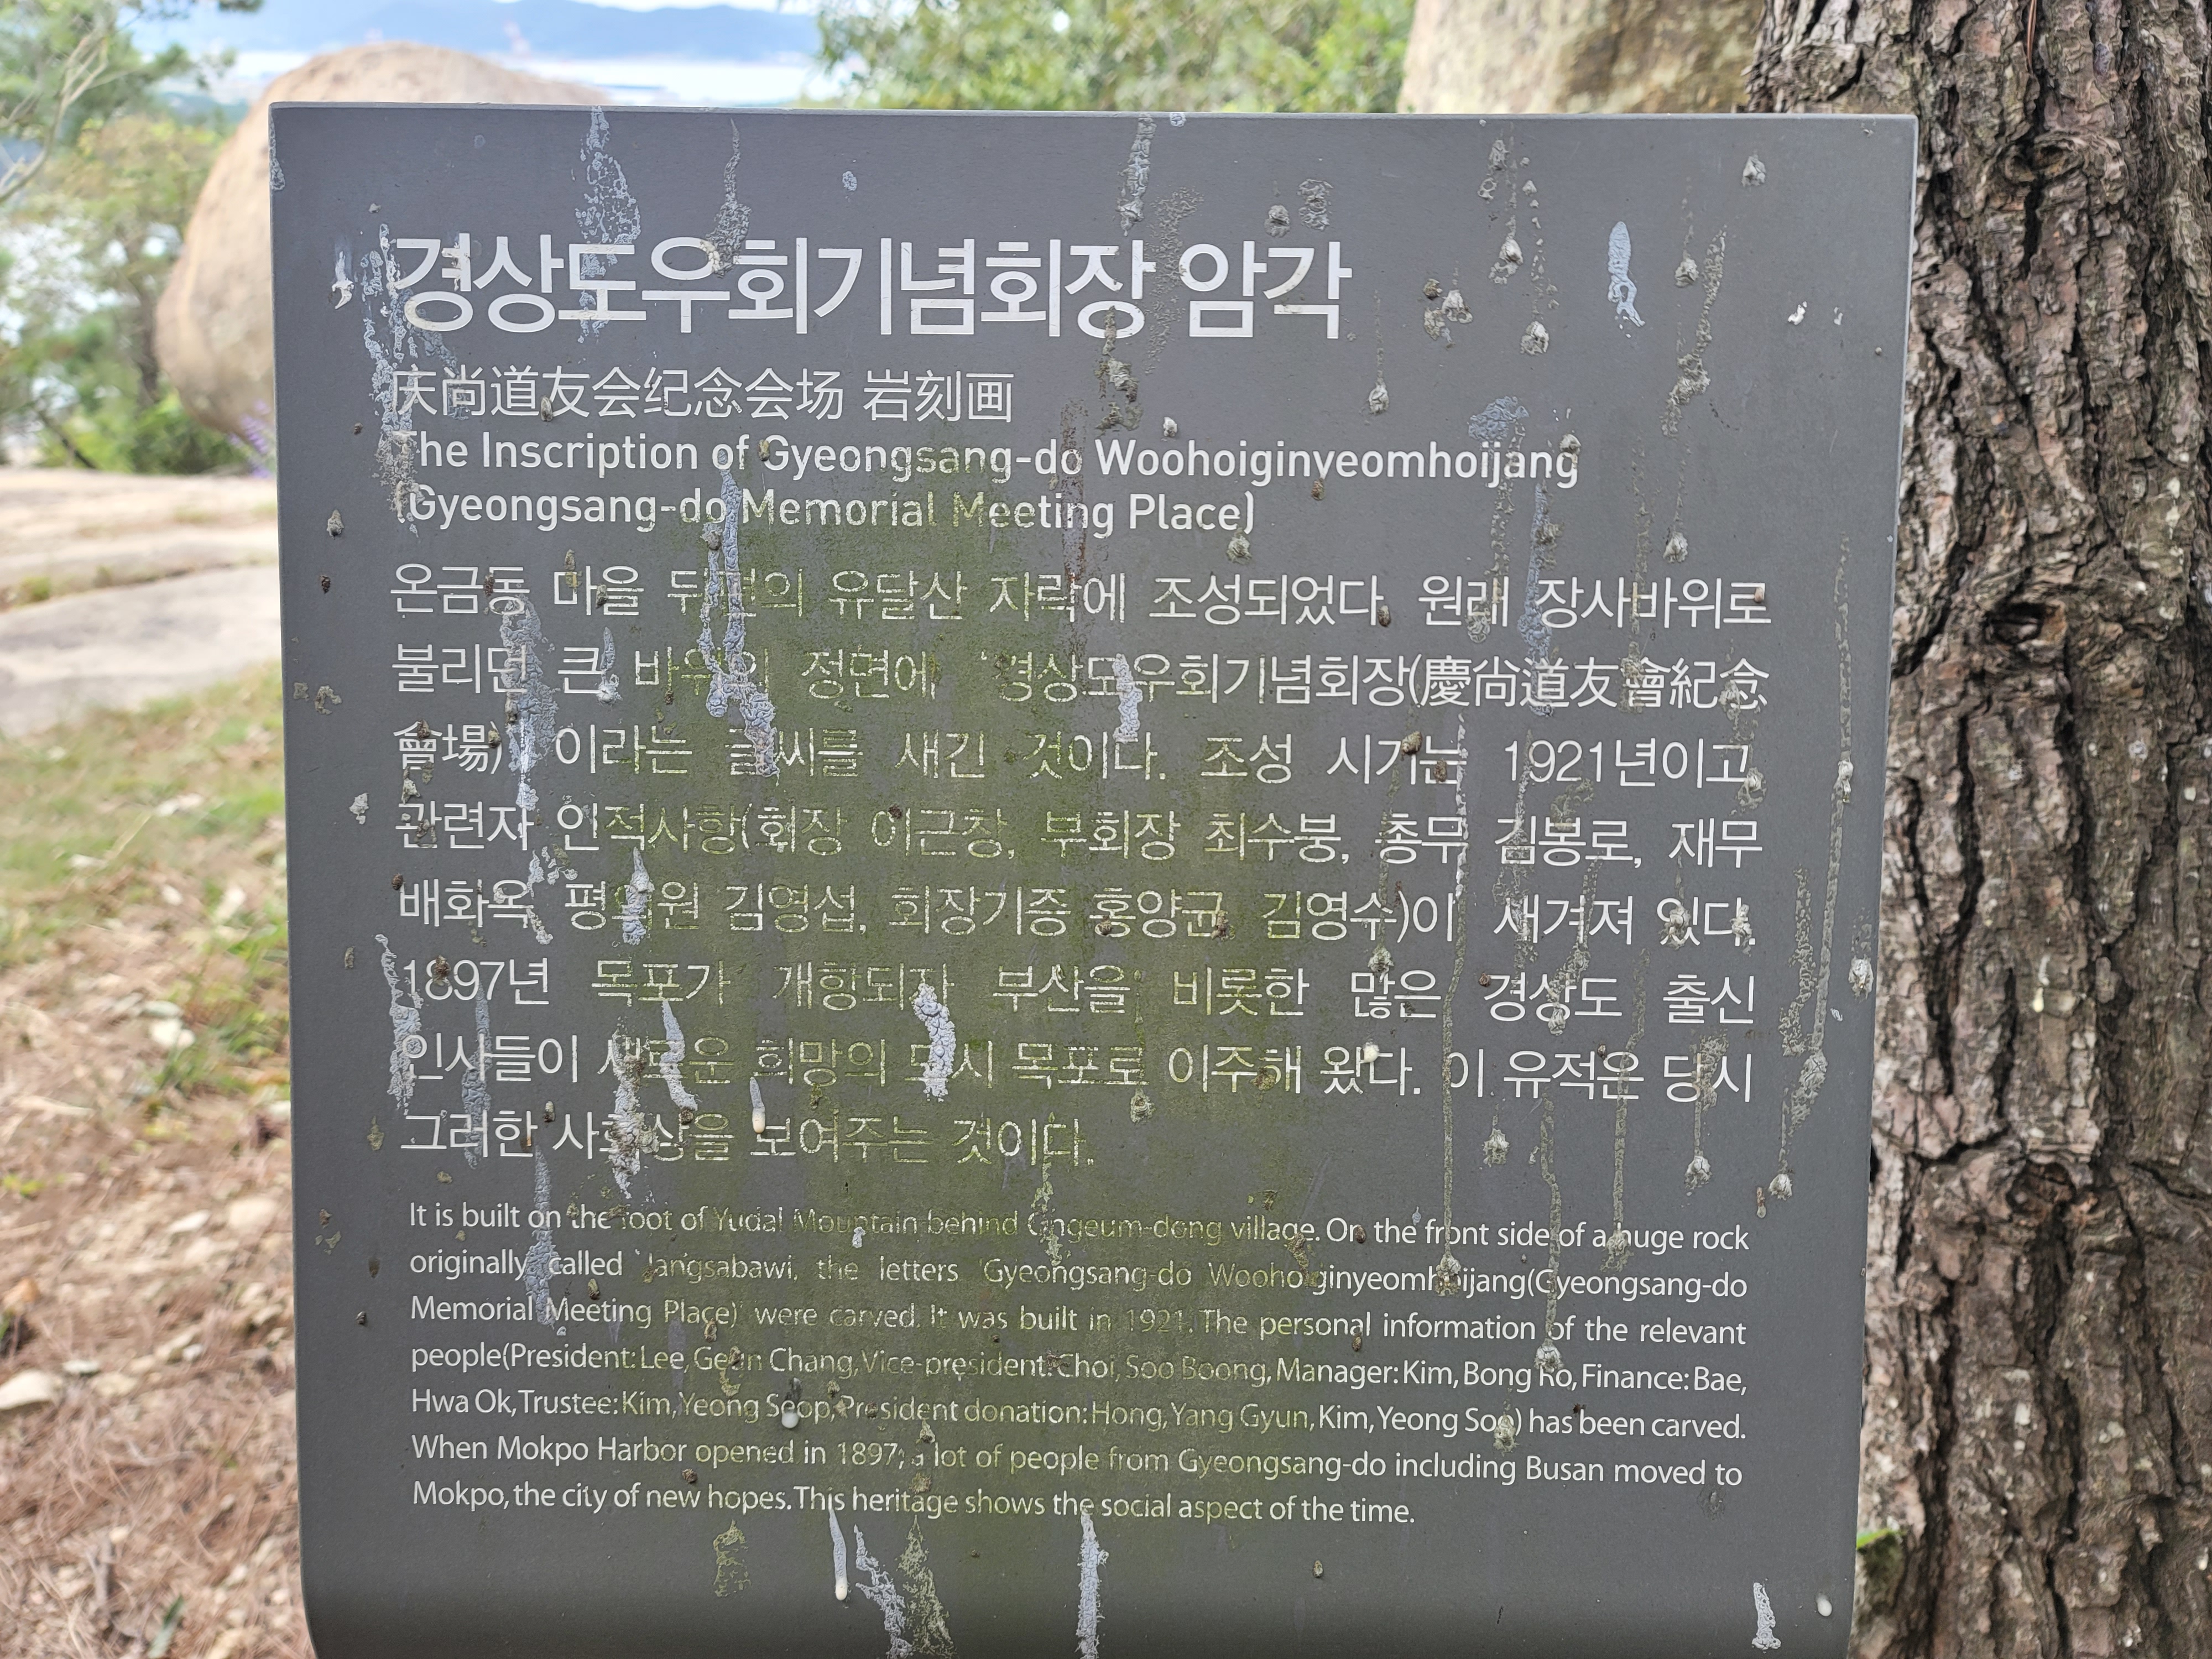 경상도우회기념회장 암각
庆尚道友会纪念会场 岩刻画
The Inscription of Gyeongsang-do Woohoiginyeomhoijang
(Gyeongsang-do Memorial Meeting Place)
온금동 마을 뒤편의 유달산 자락에 조성되었다. 원래 장사바위로
불리던 큰 바위의 정면에 ‘경상도우회기념회장(慶尙道友會紀念
會場)’이라는 글씨를 새긴 것이다. 조성 시기는 1921년이고
관련자 인적사항(회장 이근창, 부회장 최수붕, 총무 김봉로, 재무
배화옥, 평의원 김영섭, 회장기증 홍양균, 김영수)이 새겨져 있다.
1897년 목포가 개항되자 부산을 비롯한 많은 경상도 출신
인사들이 새로운 희망의 도시 목포로 이주해 왔다. 이 유적은 당시
그러한 사회상을 보여주는 것이다.
It is built on the foot of Yudal Mountain behind Ongeum-dong village. On the front side of a huge rock
originally called 'Jangsabawi, the letters 'Gyeongsang-do Woohoiginyeomhoijang(Gyeongsang-do
Memorial Meeting Place)' were carved. It was built in 1921. The personal information of the relevant
people(President: Lee, Geun Chang, Vice-president: Choi, Soo Boong, Manager: Kim, Bong Ro, Finance: Bae,
Hwa Ok, Trustee: Kim, Yeong Seop, President donation: Hong, Yang Gyun, Kim, Yeong Soo) has been carved.
When Mokpo Harbor opened in 1897, a lot of people from Gyeongsang-do including Busan moved to
Mokpo, the city of new hopes. This heritage shows the social aspect of the time.